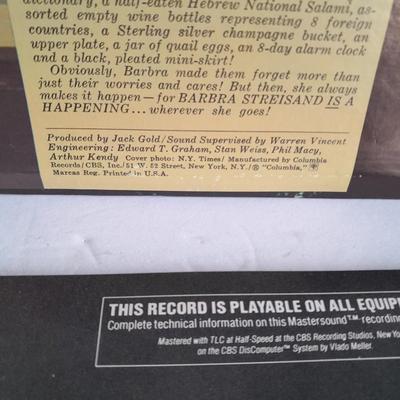 dictionary, a half-eaten Hebrew National Salami, as-
sorted empty wine bottles representing 8 foreign
countries, a Sterling silver champagne bucket, an
upper plate, a jar of quail eggs, an 8-day alarm clock
and a black, pleated mini-skirt!
Obviously, Barbra made them forget more than
just their worries and cares! But then, she always
makes it happen—for BARBRA STREISAND IS A
HAPPENING... wherever she goes!
Produced by Jack Gold/Sound Supervised by Warren Vincent
Engineering: Edward T. Graham, Stan Weiss, Phil Macy,
Arthur Kendy Cover photo: N.Y. Times/Manufactured by Columbia
Records/CBS, Inc./51 W. 52 Street, New York, N.Y./® "Columbia,"
Marcas Reg. Printed in U.S.A.
THIS RECORD IS PLAYABLE ON ALL EQUIP
Complete technical information on this Mastersound™ recording
Mastered with TLC at Half-Speed at the CBS Recording Studios, New Yo
on the CBS DisComputer™ System by Vlado Meller.